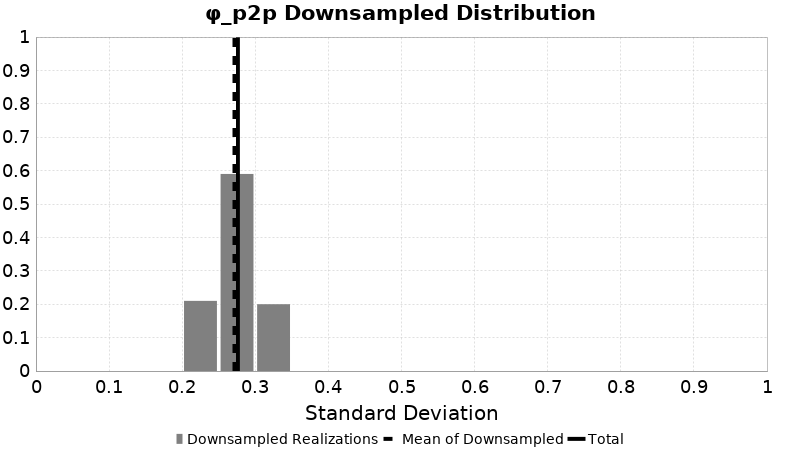 φ_p2p Downsampled Distribution
1
0.9
0.8
0.7
0.6
0.5
0.4
0.3
0.2
0.1
0
0 0.1 0.2 0.3 0.4 0.5 0.6 0.7 0.8 0.9 1
Standard Deviation
Downsampled Realizations Mean of Downsampled Total